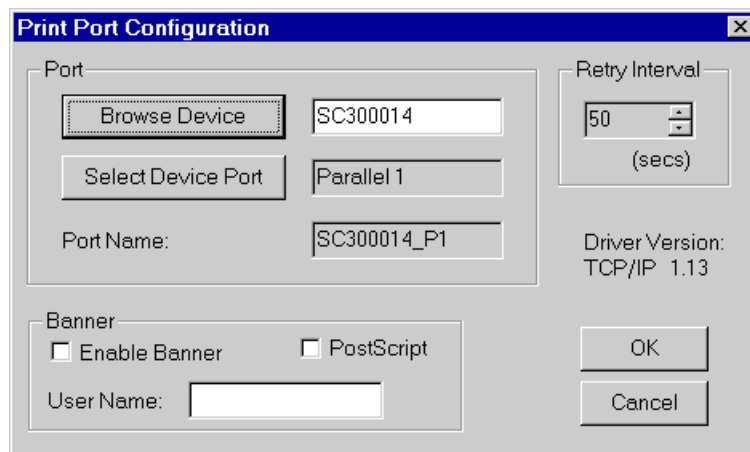 Print Port Configuration
Port
Browse Device
SC300014
Select Device Port
Parallel 1
Port Name:
SC300014_P1
Retry Interval
50
(secs)
Driver Version:
TCP/IP 1.13
Banner
Enable Banner
PostScript
User Name:
OK
Cancel